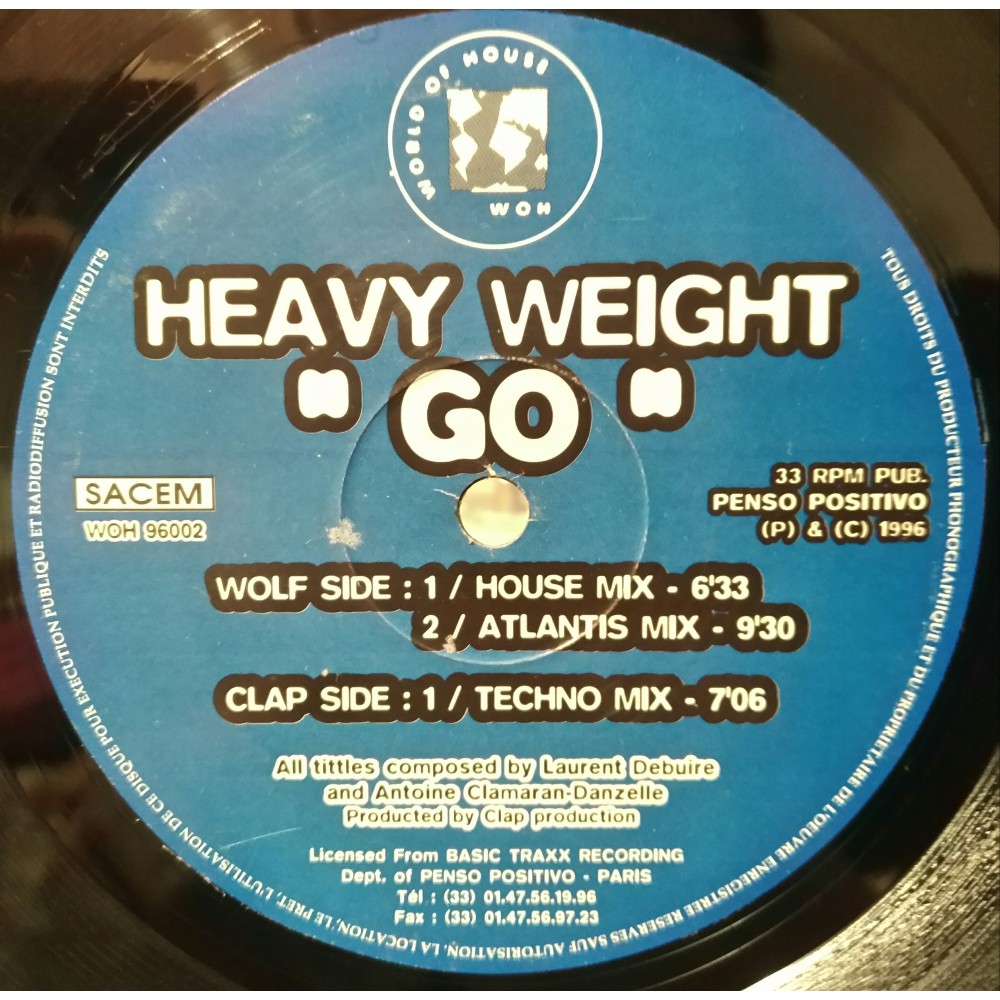 WORLD OF HOUSE
WOH
HEAVY WEIGHT
" GO "
SACEM
WOH 96002
33 RPM PUB.
PENSO POSITIVO
(P) & (C) 1996
WOLF SIDE : 1 / HOUSE MIX - 6'33
2 / ATLANTIS MIX - 9'30
CLAP SIDE : 1 / TECHNO MIX - 7'06
All tittles composed by Laurent Debuire
and Antoine Clamaran-Danzelle
Producted by Clap production
Licensed From BASIC TRAXX RECORDING
Dept. of PENSO POSITIVO - PARIS
Tél : (33) 01.47.56.19.96
Fax : (33) 01.47.56.97.23
TOUS DROITS DU PRODUCTEUR PHONOGRAPHIQUE ET DU PROPRIETAIRE DE L'OEUVRE ENREGISTREE RESERVES SAUF AUTORISATION, LA LOCATION, LE PRET, L'UTILISATION DE CE DISQUE POUR EXECUTION PUBLIQUE ET RADIODIFFUSION SONT INTERDITS